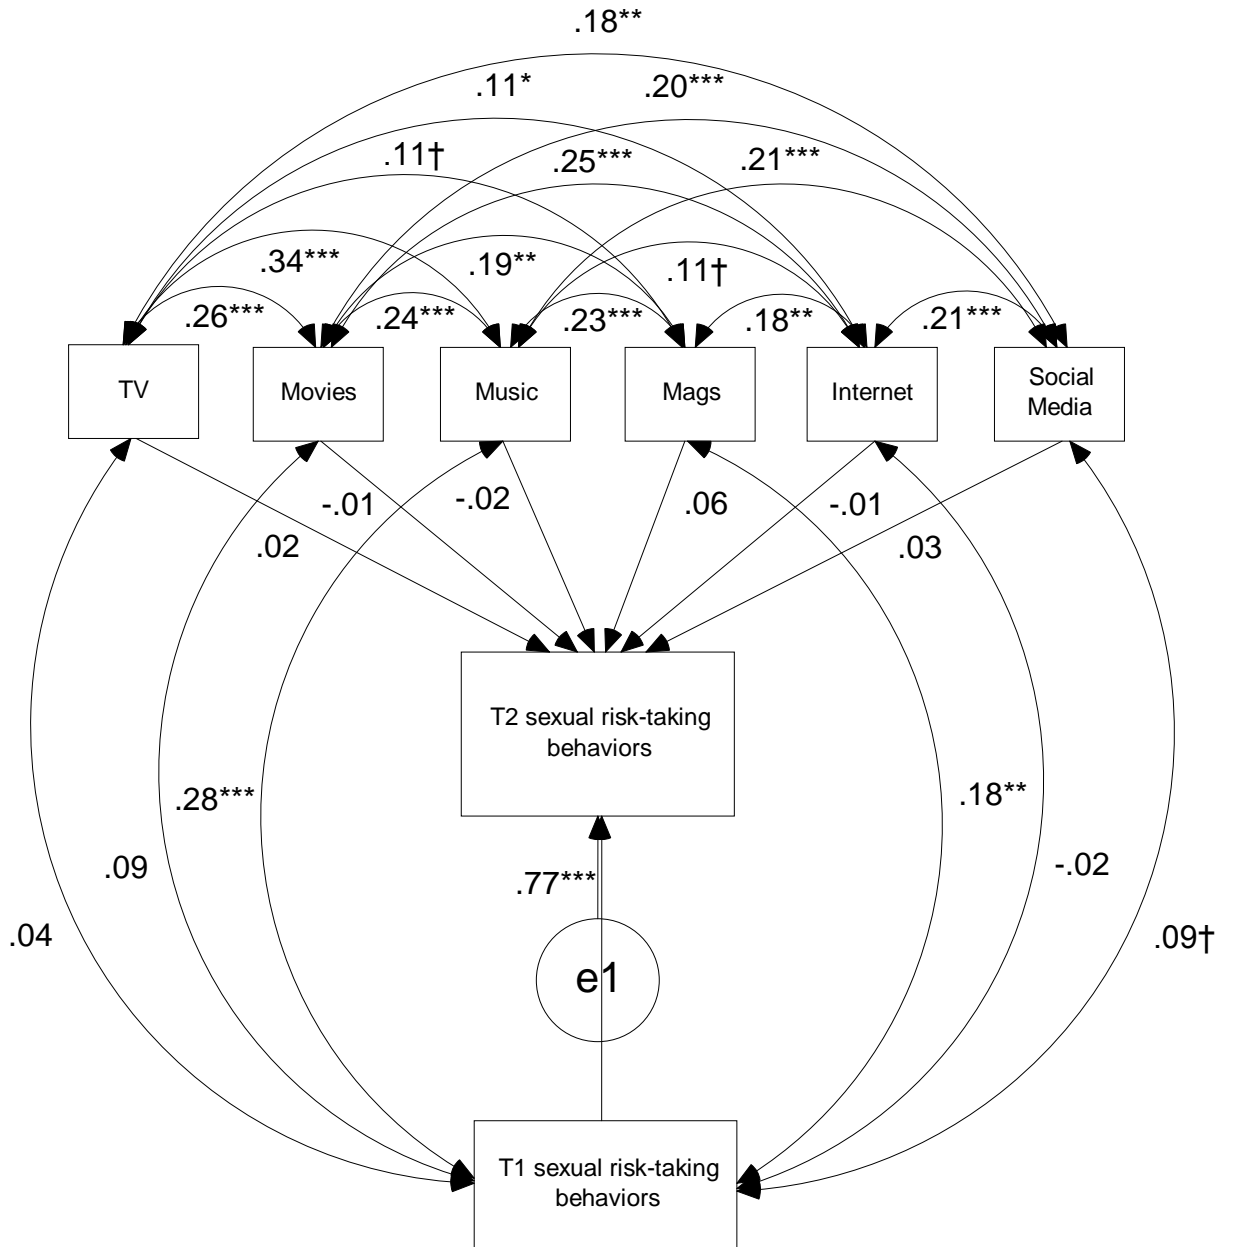 .18**
.11*
.20***
.11†
.25***
.21***
.34***
.19**
.11†
.26***
.24***
.23***
.18**
.21***
TV
Movies
Music
Mags
Internet
Social
Media
-.01
-.02
.06
-.01
.02
.03
T2 sexual risk-taking
behaviors
.28***
.18**
.09
-.02
.77***
.04
.09†
e1
T1 sexual risk-taking
behaviors